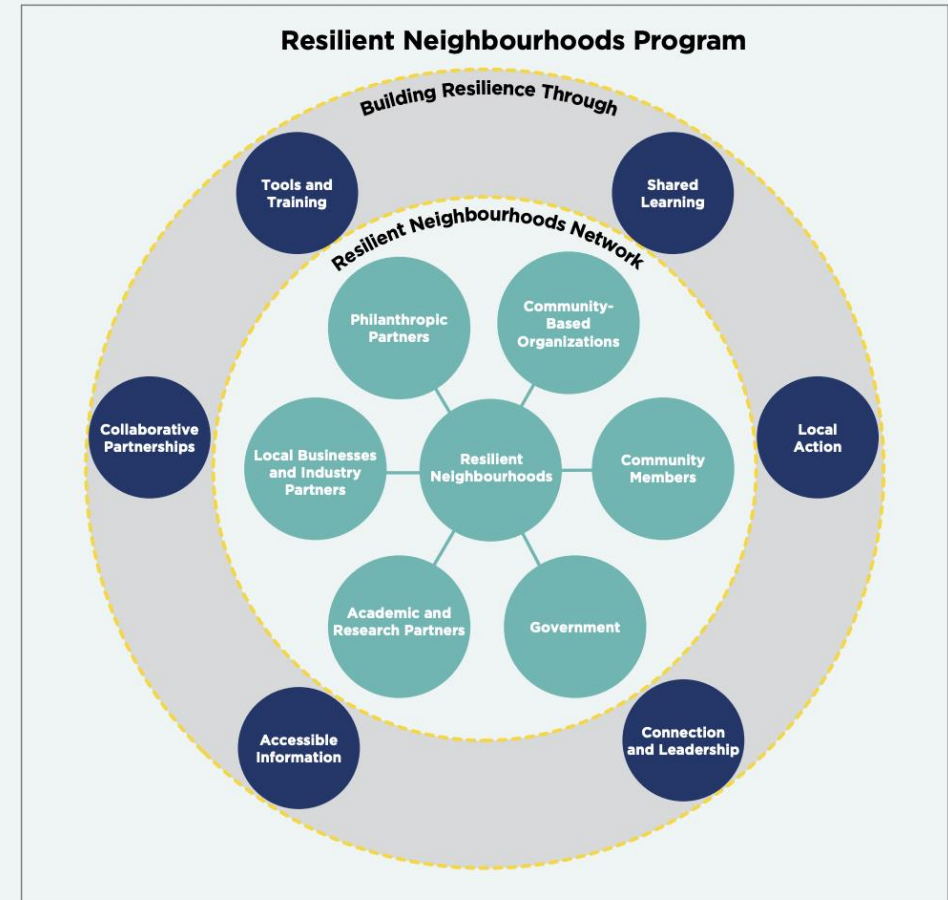 Resilient Neighbourhoods Program
Building Resilience Through
Tools and
Training
Shared
Learning
Resilient Neighbourhoods Network
Philanthropic
Partners
Community-
Based
Organizations
Collaborative
Partnerships
Local Businesses
and Industry
Partners
Resilient
Neighbourhoods
Community
Members
Local
Action
Academic and
Research Partners
Government
Accessible
Information
Connection
and Leadership